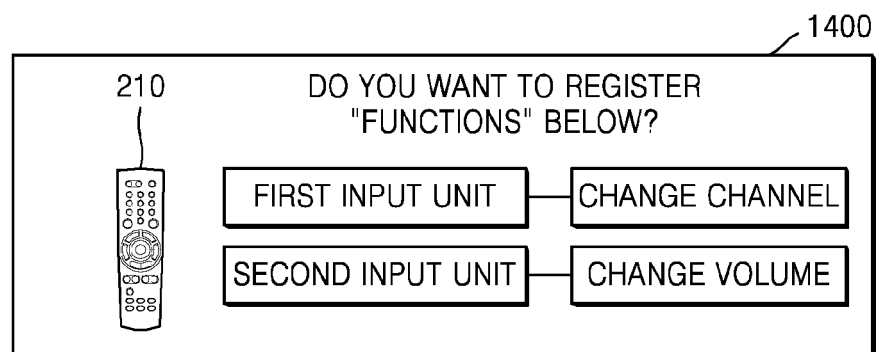 1400
210
DO YOU WANT TO REGISTER
"FUNCTIONS" BELOW?
FIRST INPUT UNIT
CHANGE CHANNEL
SECOND INPUT UNIT
CHANGE VOLUME